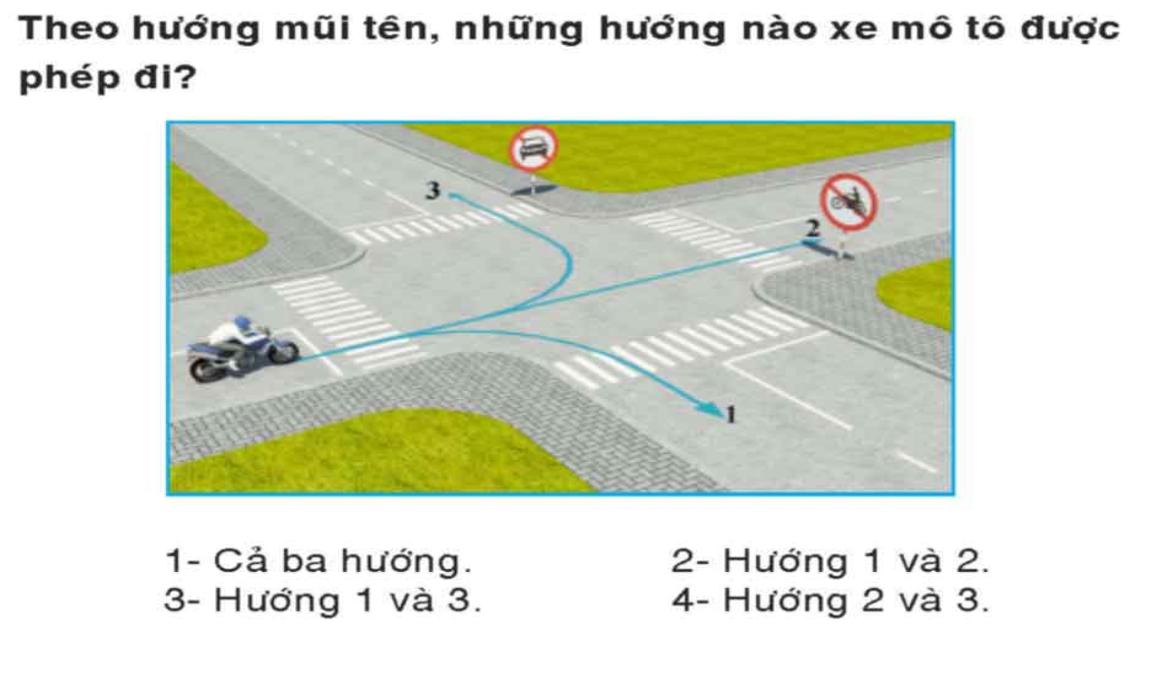 Theo hướng mũi tên, những hướng nào xe mô tô được
phép đi?
3
2
1
1- Cả ba hướng.
2- Hướng 1 và 2.
3- Hướng 1 và 3.
4- Hướng 2 và 3.